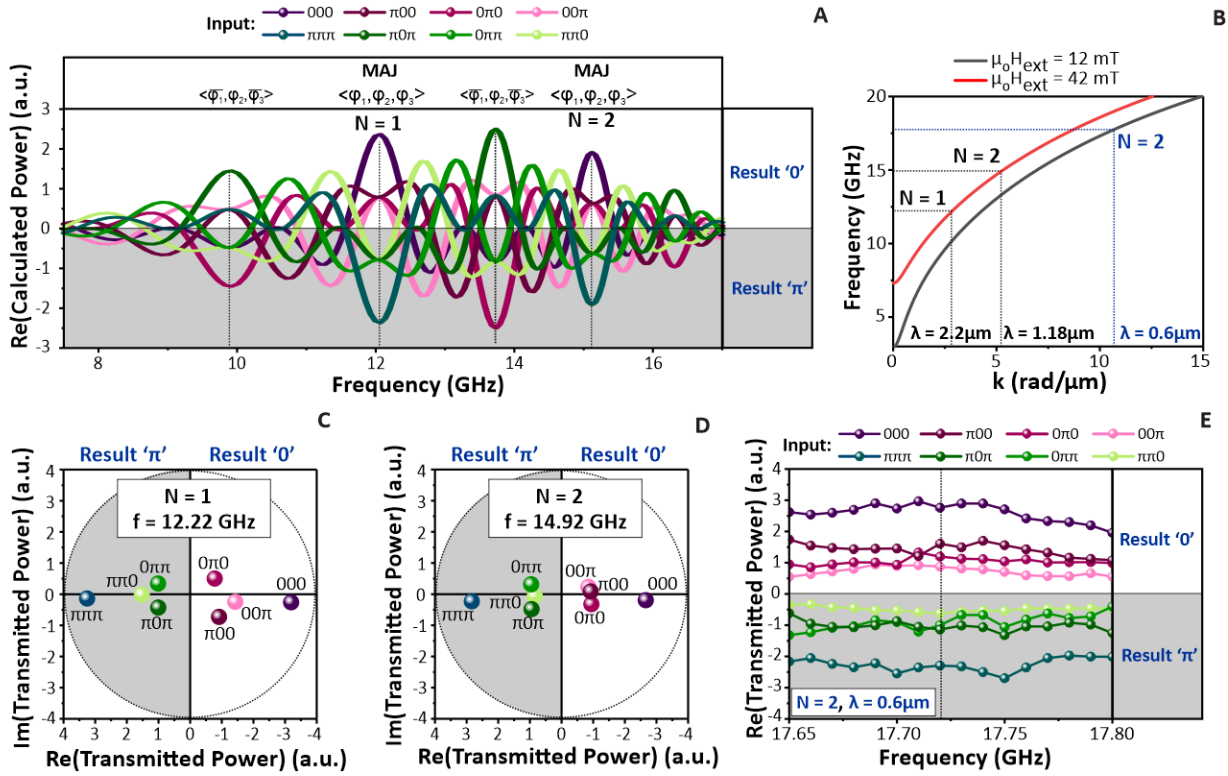 Input: 000 π00 0π0 00π
πππ π0π 0ππ ππ0
A
MAJ MAJ
<φ̅₁,φ₂,φ̅₃> <φ₁,φ₂,φ₃> <φ̅₁,φ₂,φ̅₃> <φ₁,φ₂,φ₃>
N = 1 N = 2
Re(Calculated Power) (a.u.)
3
2
1
0
-1
-2
-3
Result ‘0’
Result ‘π’
8 10 12 14 16
Frequency (GHz)
B
μₒHext = 12 mT
μₒHext = 42 mT
Frequency (GHz)
20
15
10
5
N = 2
N = 2
N = 1
λ = 2.2μm λ = 1.18μm λ = 0.6μm
0 5 10 15
k (rad/μm)
C
Result ‘π’ Result ‘0’
Im(Transmitted Power) (a.u.)
4
3
2
1
0
-1
-2
-3
-4
N = 1
f = 12.22 GHz
0ππ 0π0
ππ0 000
πππ π0π 00π
π00
4 3 2 1 0 -1 -2 -3 -4
Re(Transmitted Power) (a.u.)
D
Result ‘π’ Result ‘0’
Im(Transmitted Power) (a.u.)
4
3
2
1
0
-1
-2
-3
-4
N = 2
f = 14.92 GHz
0ππ 00π
π00 000
πππ ππ0
π0π 0π0
4 3 2 1 0 -1 -2 -3 -4
Re(Transmitted Power) (a.u.)
E
Input: 000 π00 0π0 00π
πππ π0π 0ππ ππ0
Re(Transmitted Power) (a.u.)
4
3
2
1
0
-1
-2
-3
-4
Result ‘0’
Result ‘π’
N = 2, λ = 0.6μm
17.65 17.70 17.75 17.80
Frequency (GHz)